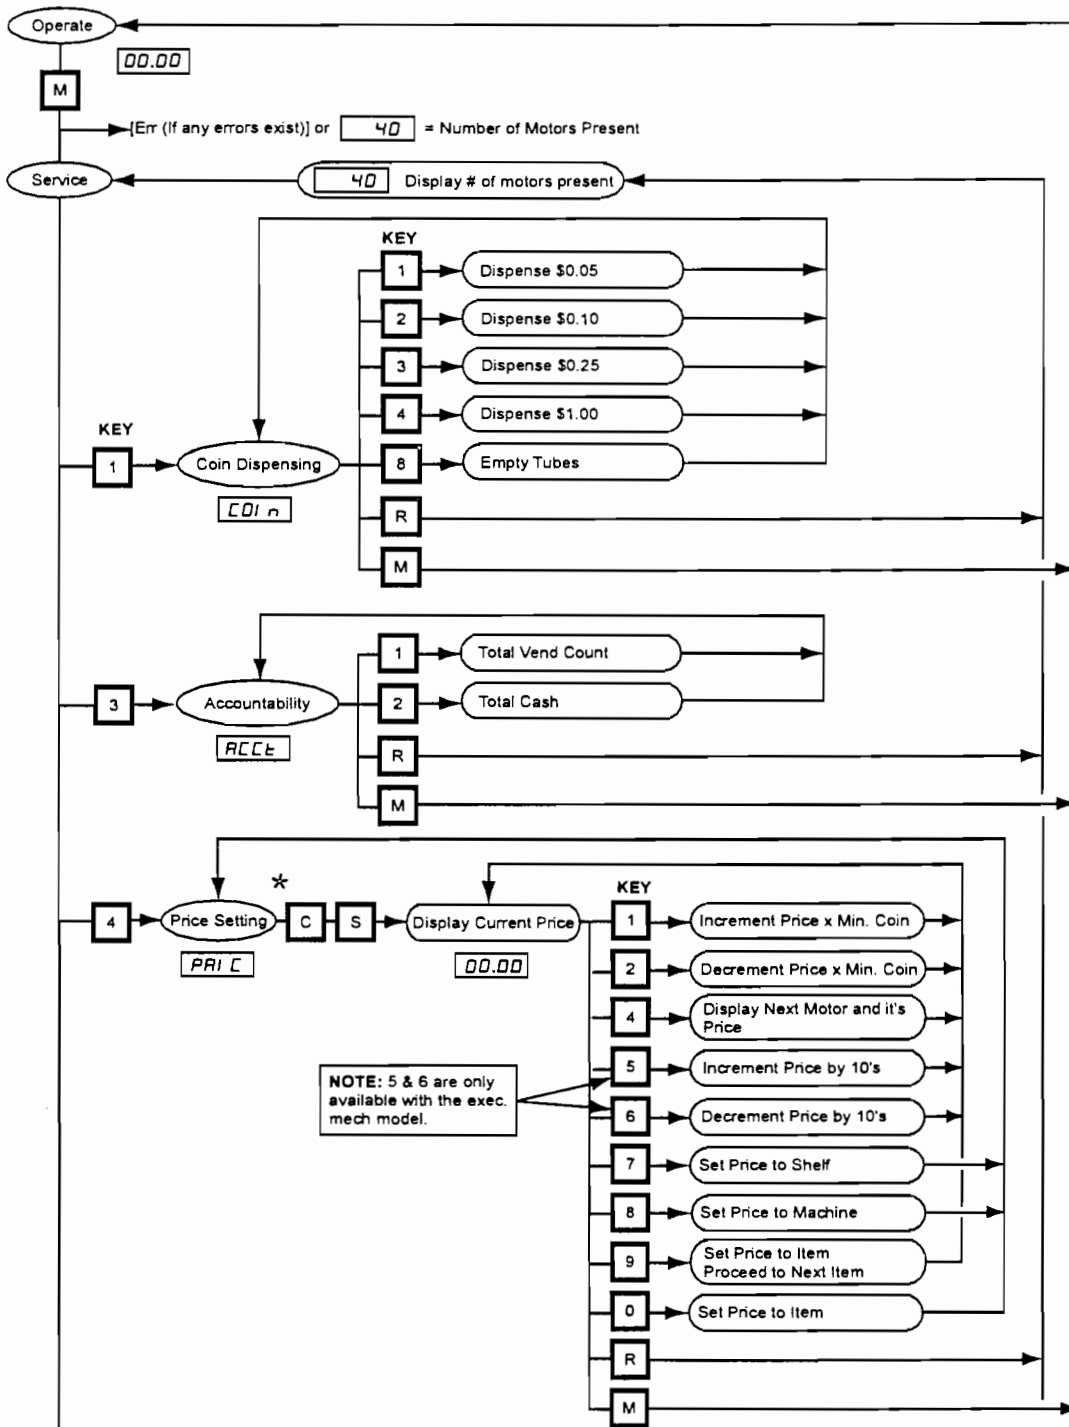 Operate
00.00
M
[Err (If any errors exist)] or 40 = Number of Motors Present
Service
40 Display # of motors present
KEY
1 Dispense $0.05
2 Dispense $0.10
3 Dispense $0.25
4 Dispense $1.00
KEY
1 Coin Dispensing 8 Empty Tubes
COIn
R
M
1 Total Vend Count
3 Accountability 2 Total Cash
ACCt
R
M
KEY
*
4 Price Setting C S Display Current Price 1 Increment Price x Min. Coin
PRI C
00.00
2 Decrement Price x Min. Coin
4 Display Next Motor and it's
Price
5 Increment Price by 10's
NOTE: 5 & 6 are only
available with the exec.
mech model.
6 Decrement Price by 10's
7 Set Price to Shelf
8 Set Price to Machine
9 Set Price to Item
Proceed to Next Item
0 Set Price to Item
R
M